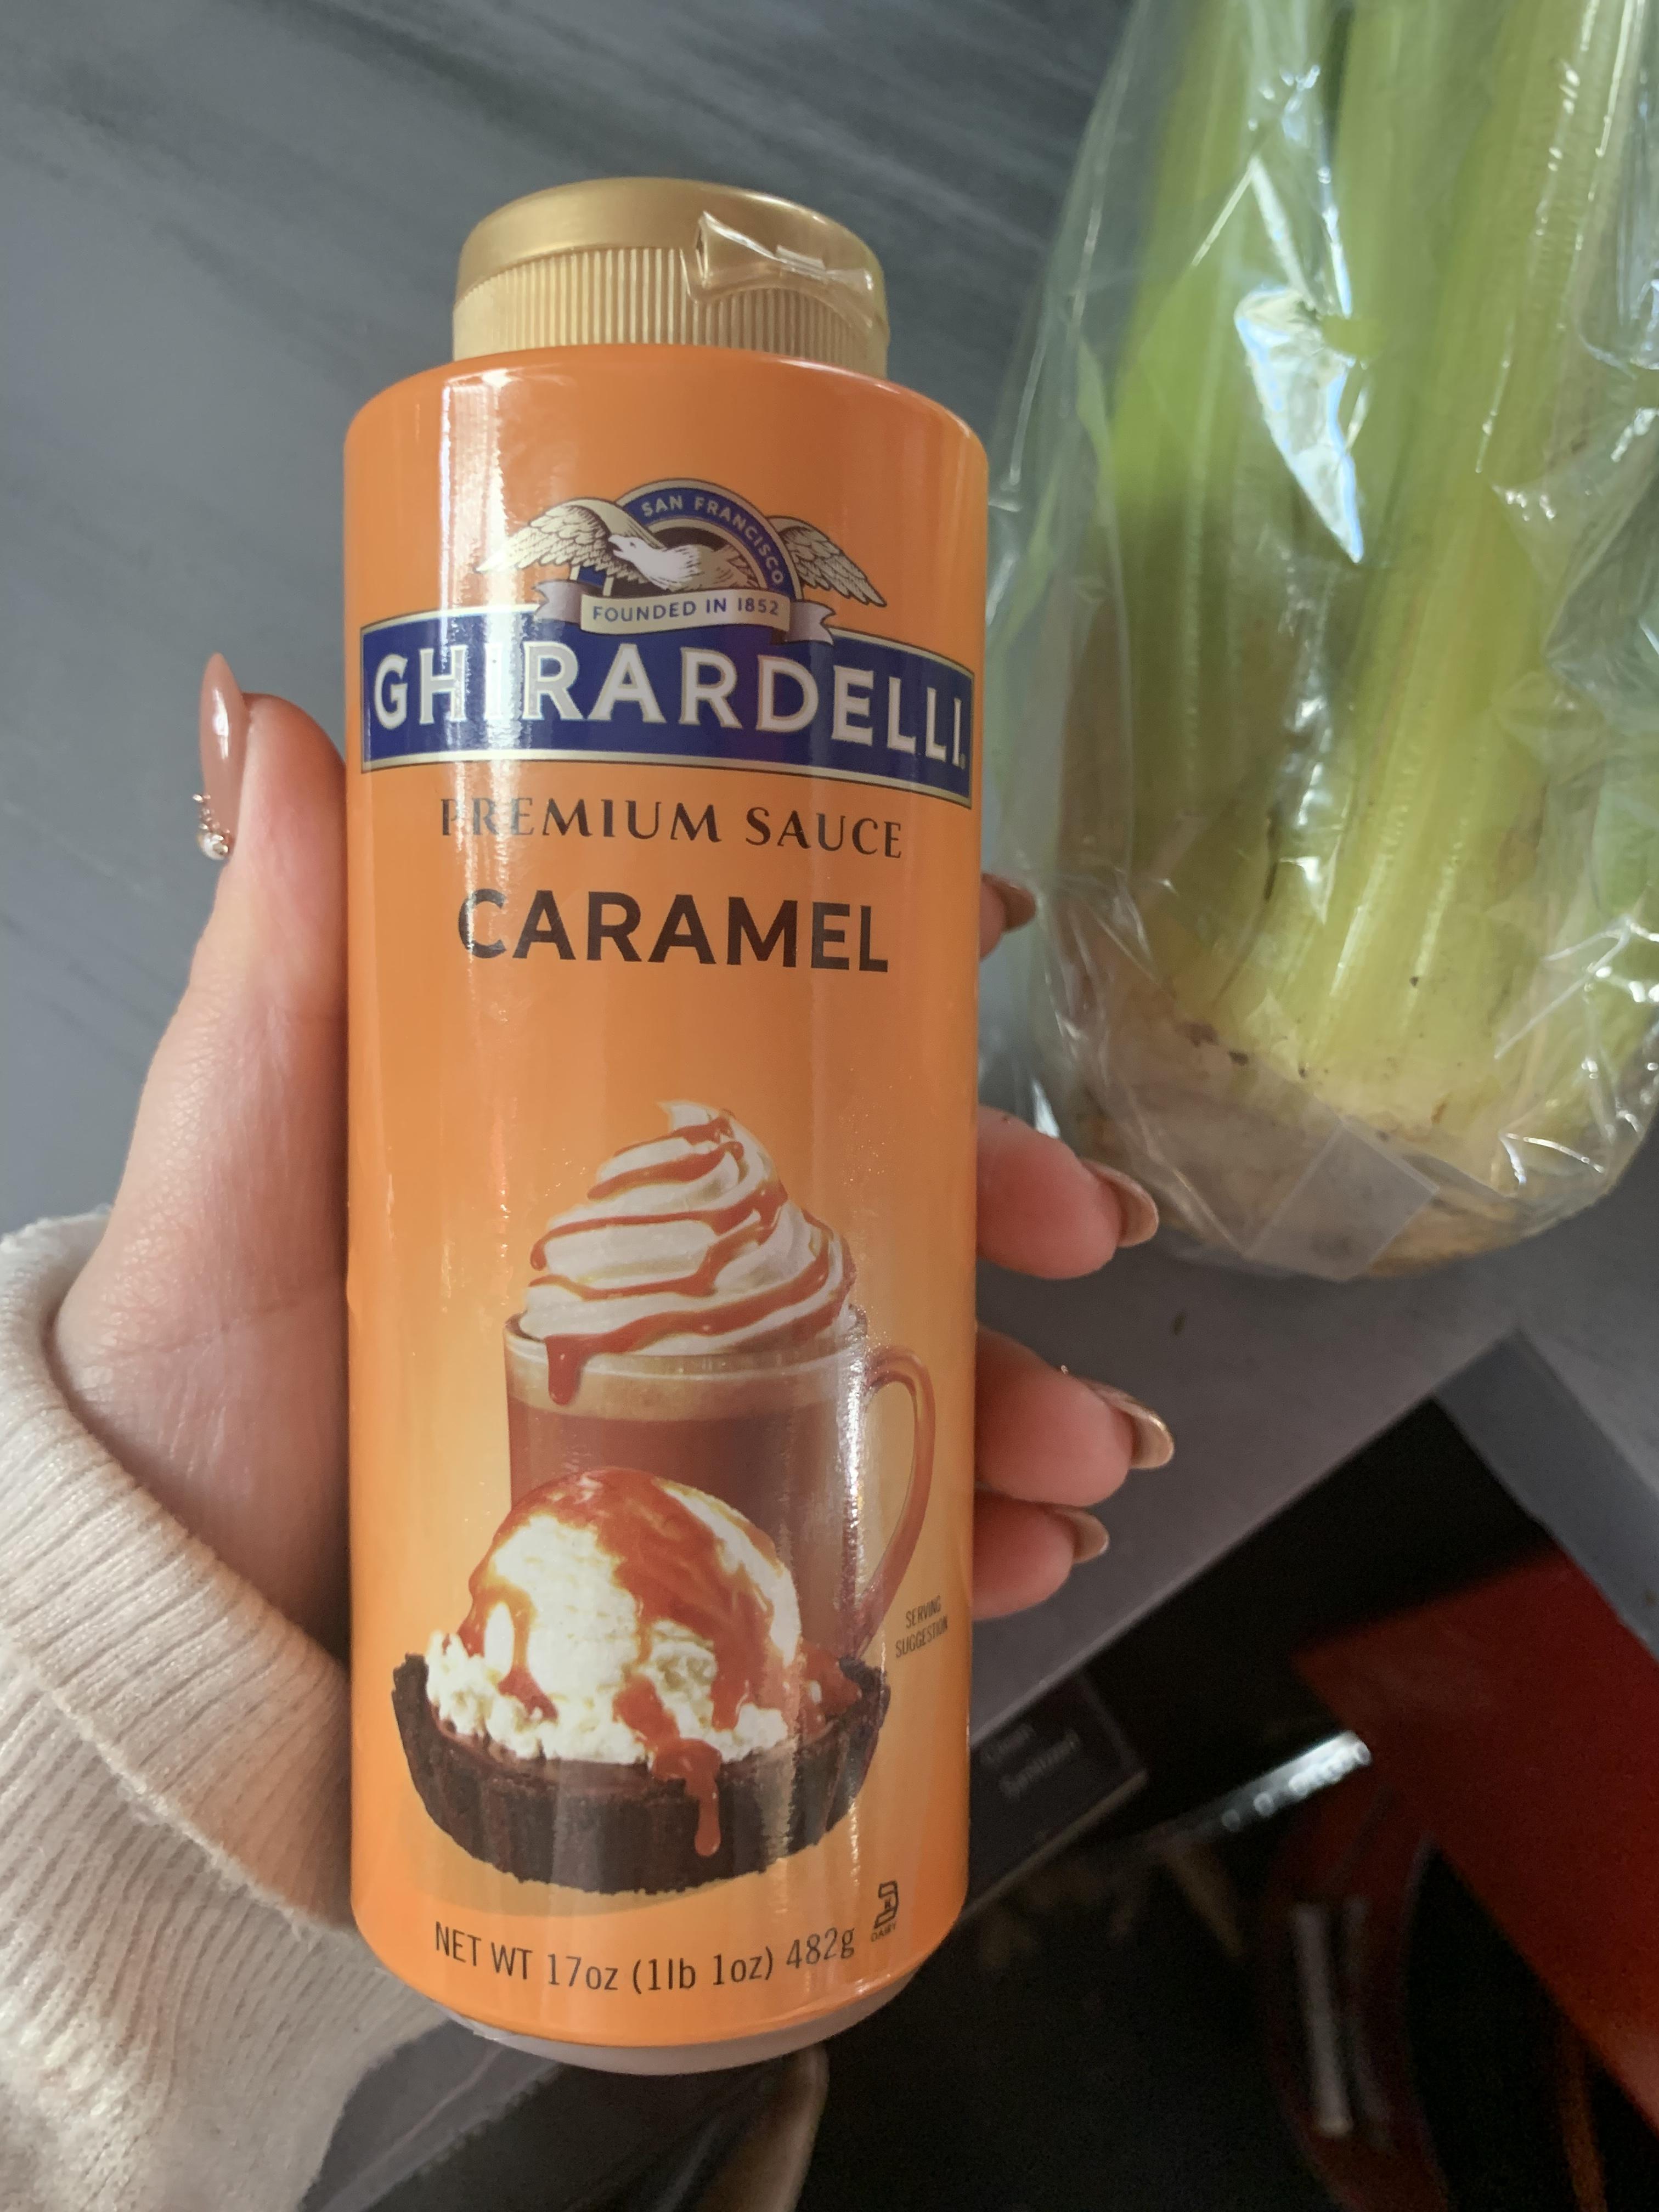 SAN FRANCISCO
FOUNDED IN 1852
GHIRARDELLI
PREMIUM SAUCE
CARAMEL
SERVING
SUGGESTION
NET WT 17oz (1lb 1oz) 482g
DAIRY